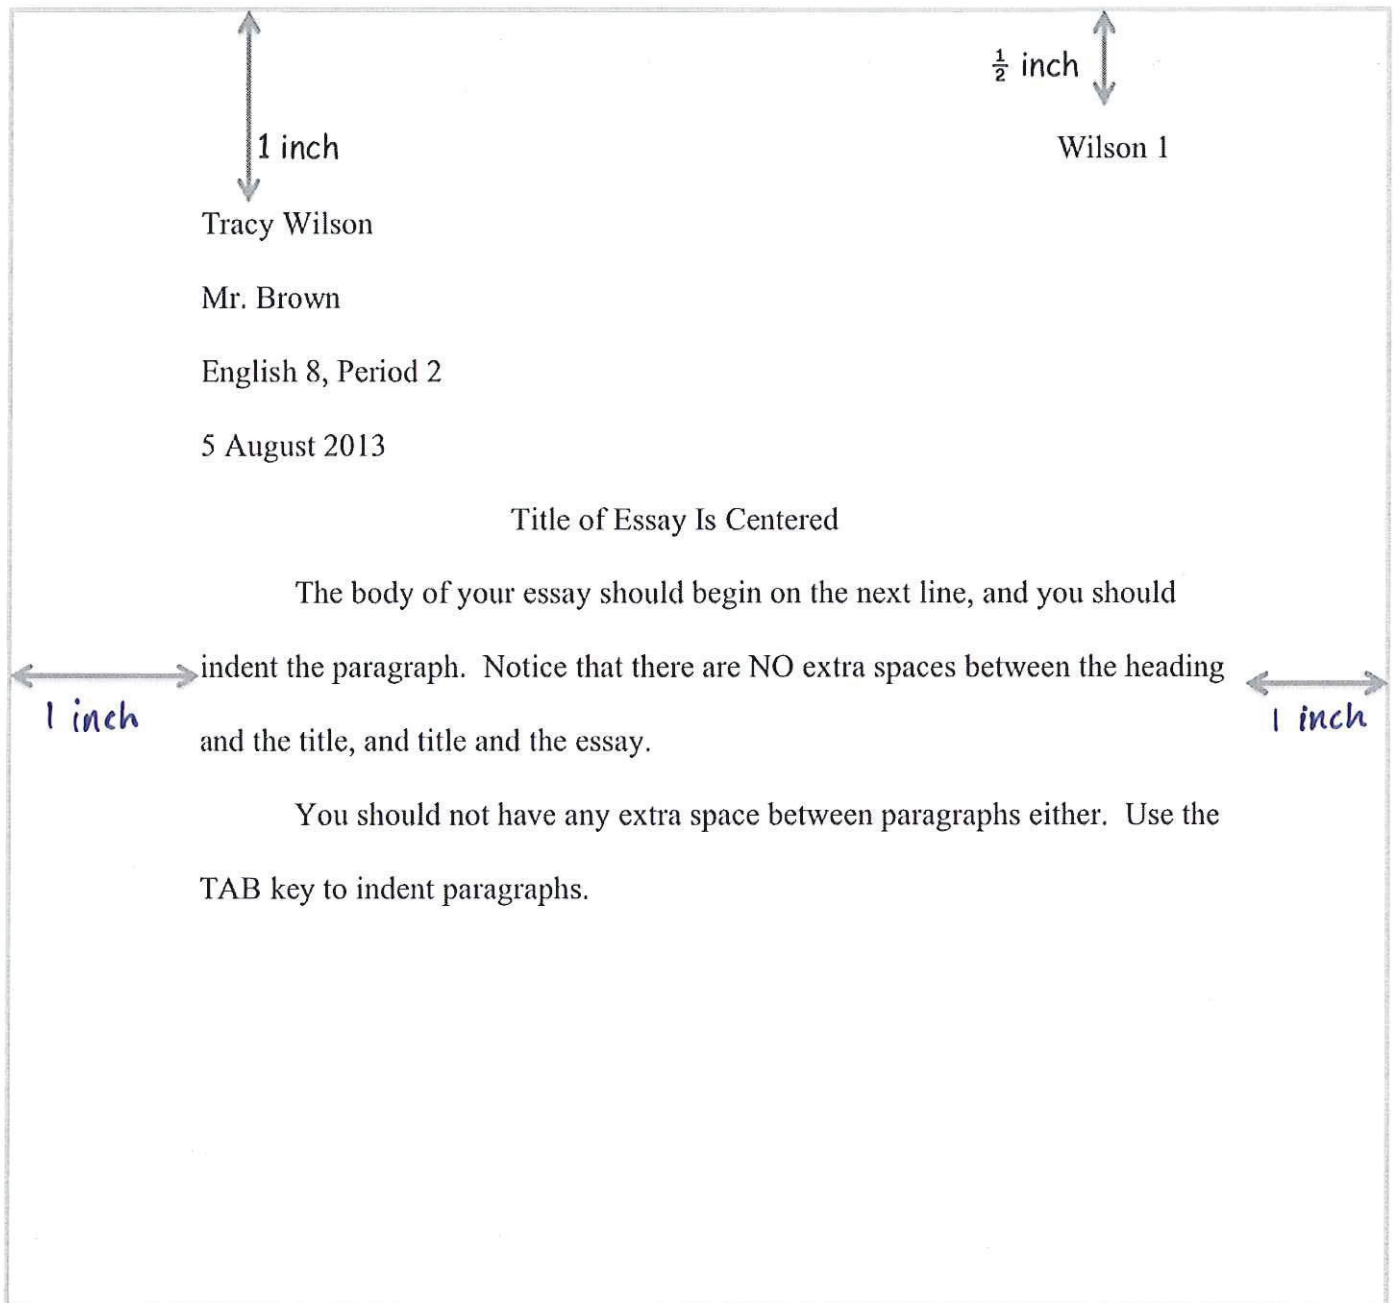 ½ inch
1 inch
Wilson 1
Tracy Wilson
Mr. Brown
English 8, Period 2
5 August 2013
Title of Essay Is Centered
The body of your essay should begin on the next line, and you should
indent the paragraph.  Notice that there are NO extra spaces between the heading
1 inch
1 inch
and the title, and title and the essay.
You should not have any extra space between paragraphs either.  Use the
TAB key to indent paragraphs.